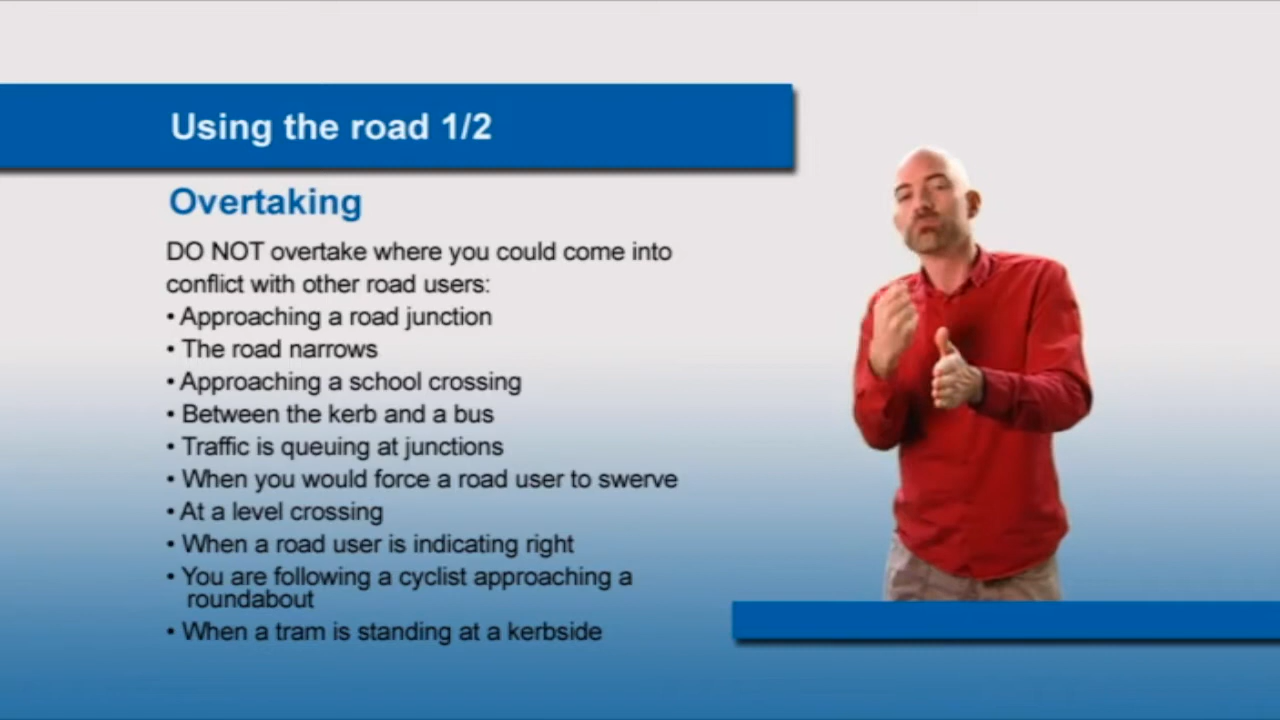 Using the road 1/2
Overtaking
DO NOT overtake where you could come into
conflict with other road users:
• Approaching a road junction
• The road narrows
• Approaching a school crossing
• Between the kerb and a bus
• Traffic is queuing at junctions
• When you would force a road user to swerve
• At a level crossing
• When a road user is indicating right
• You are following a cyclist approaching a
roundabout
• When a tram is standing at a kerbside